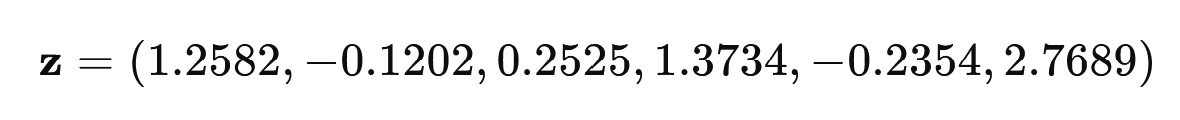 z = (1.2582, −0.1202, 0.2525, 1.3734, −0.2354, 2.7689)